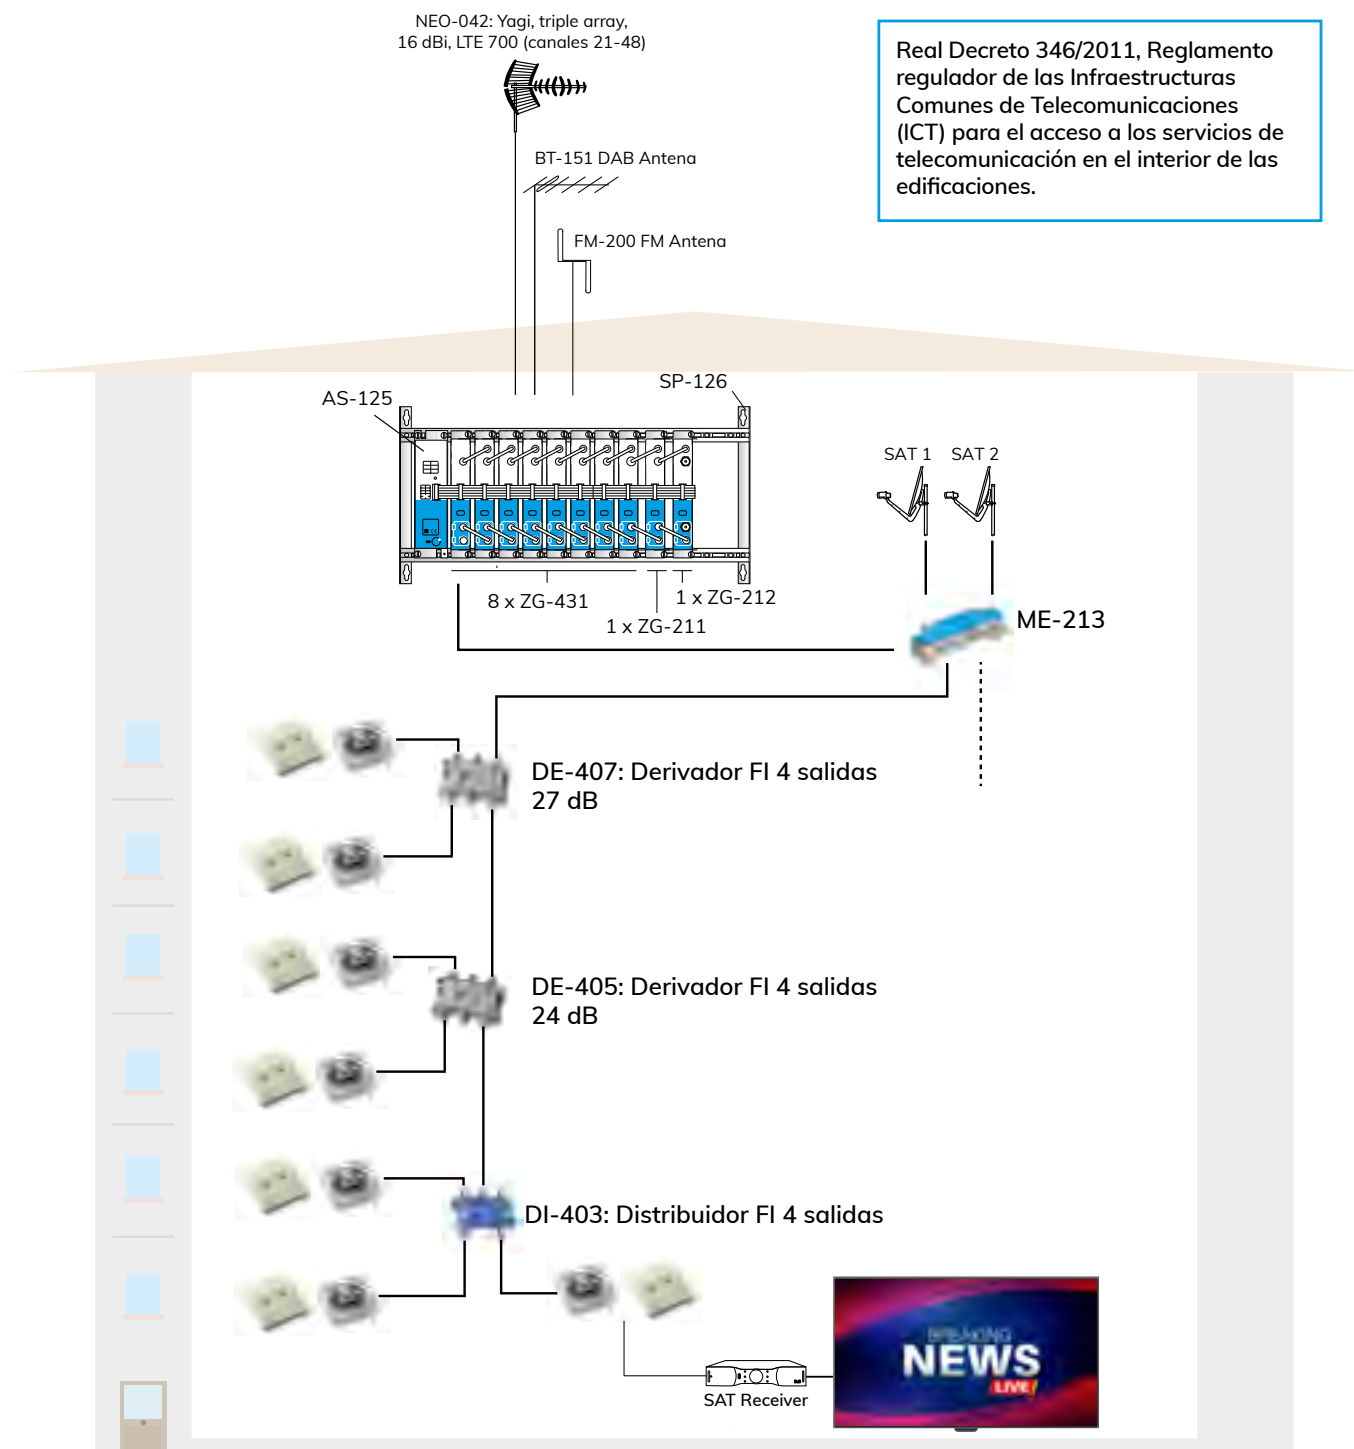 NEO-042: Yagi, triple array,
16 dBi, LTE 700 (canales 21-48)
Real Decreto 346/2011, Reglamento
regulador de las Infraestructuras
Comunes de Telecomunicaciones
(ICT) para el acceso a los servicios de
telecomunicación en el interior de las
edificaciones.
BT-151 DAB Antena
FM-200 FM Antena
SP-126
AS-125
SAT 1
SAT 2
8 x ZG-431
1 x ZG-212
1 x ZG-211
ME-213
DE-407: Derivador FI 4 salidas
27 dB
DE-405: Derivador FI 4 salidas
24 dB
DI-403: Distribuidor FI 4 salidas
BREAKING
NEWS
LIVE
SAT Receiver